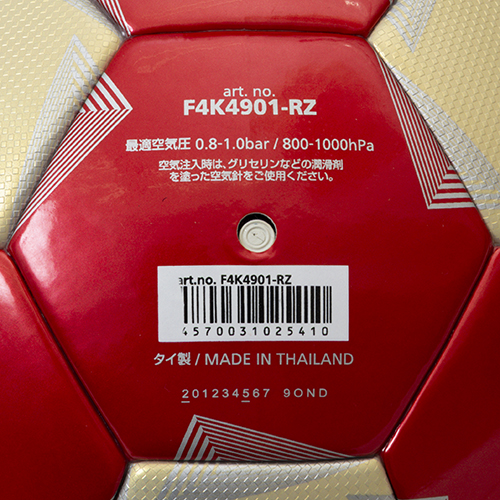 art. no.
F4K4901-RZ
最適空気圧 0.8-1.0bar / 800-1000hPa
空気注入時は、グリセリンなどの潤滑剤
を塗った空気針をご使用ください。
art.no. F4K4901-RZ
4570031025410
タイ製 / MADE IN THAILAND
201234567 9OND